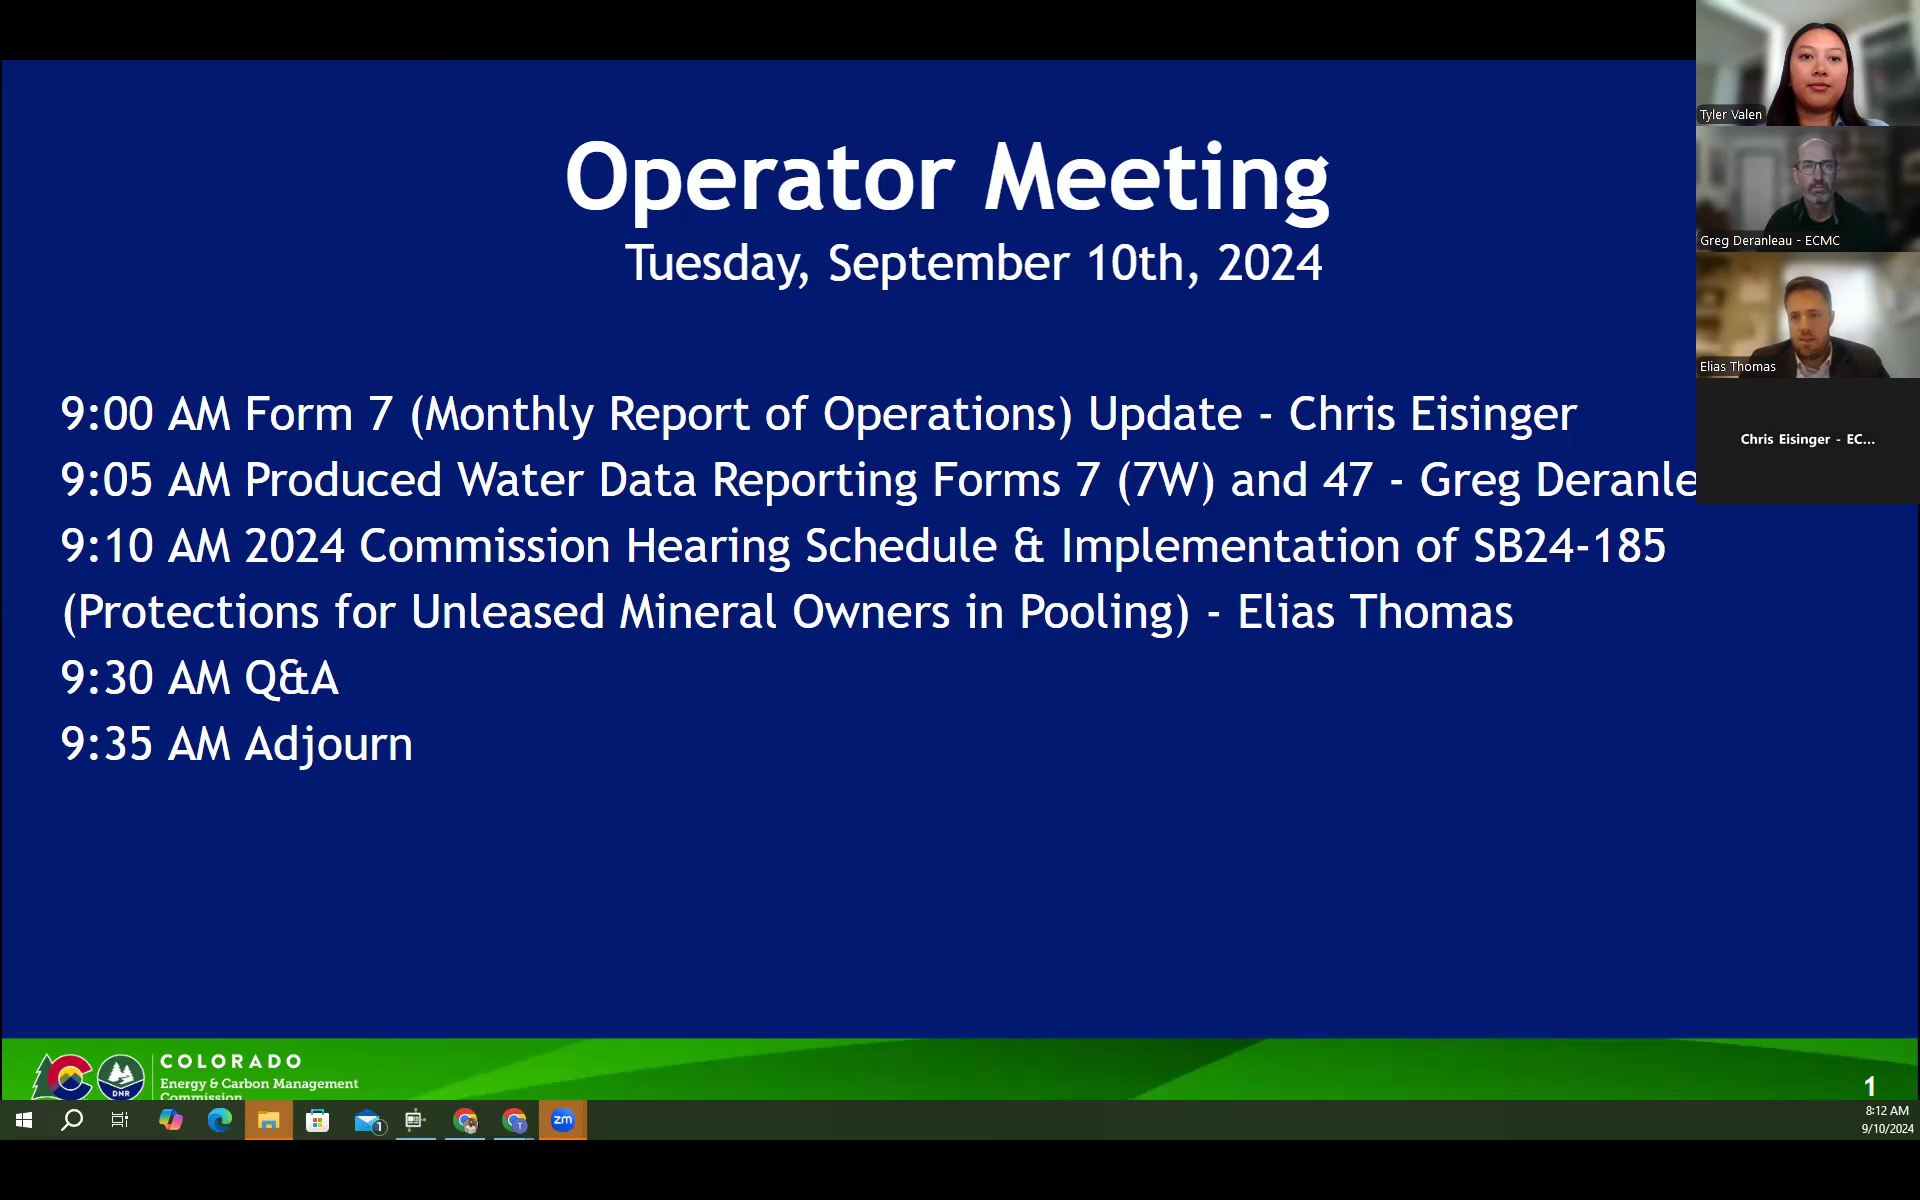 Operator Meeting
Tuesday, September 10th, 2024
9:00 AM Form 7 (Monthly Report of Operations) Update - Chris Eisinger
9:05 AM Produced Water Data Reporting Forms 7 (7W) and 47 - Greg Deranle
9:10 AM 2024 Commission Hearing Schedule & Implementation of SB24-185
(Protections for Unleased Mineral Owners in Pooling) - Elias Thomas
9:30 AM Q&A
9:35 AM Adjourn
Tyler Valen
Greg Deranleau - ECMC
Elias Thomas
Chris Eisinger - EC...
DNR
COLORADO
Energy & Carbon Management
Commission
1
1
zm
T
8:12 AM
9/10/2024